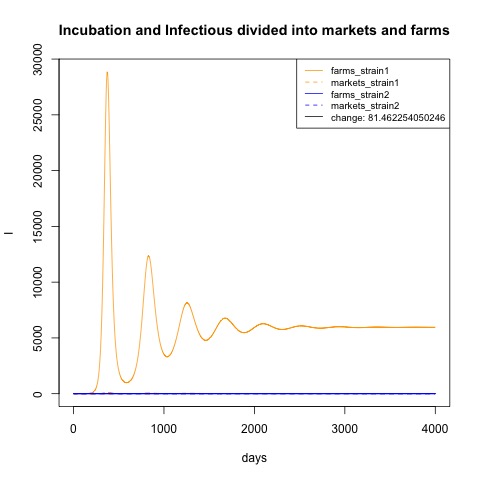 Incubation and Infectious divided into markets and farms
farms_strain1
markets_strain1
farms_strain2
markets_strain2
change: 81.462254050246
30000
25000
20000
15000
10000
5000
0
I
0 1000 2000 3000 4000
days